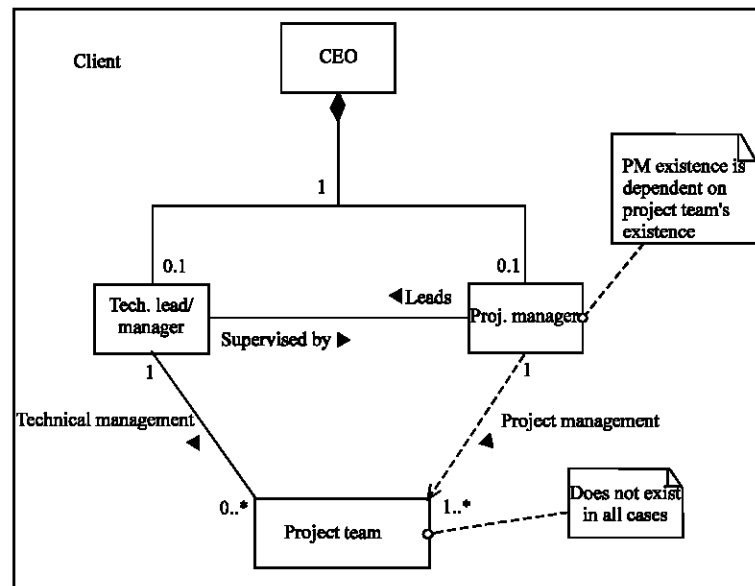 CEO
Client
1
PM existence is
dependent on
project team's
existence
0.1
0.1
Tech. lead/
manager
◀Leads
Supervised by ▶
Proj. manager
1
1
Technical management
◀
Project management
◀
0..*
1..*
Project team
Does not exist
in all cases